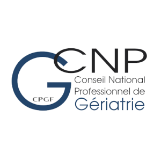 CNP
Conseil National
Professionnel de
Gériatrie
G
CPGF